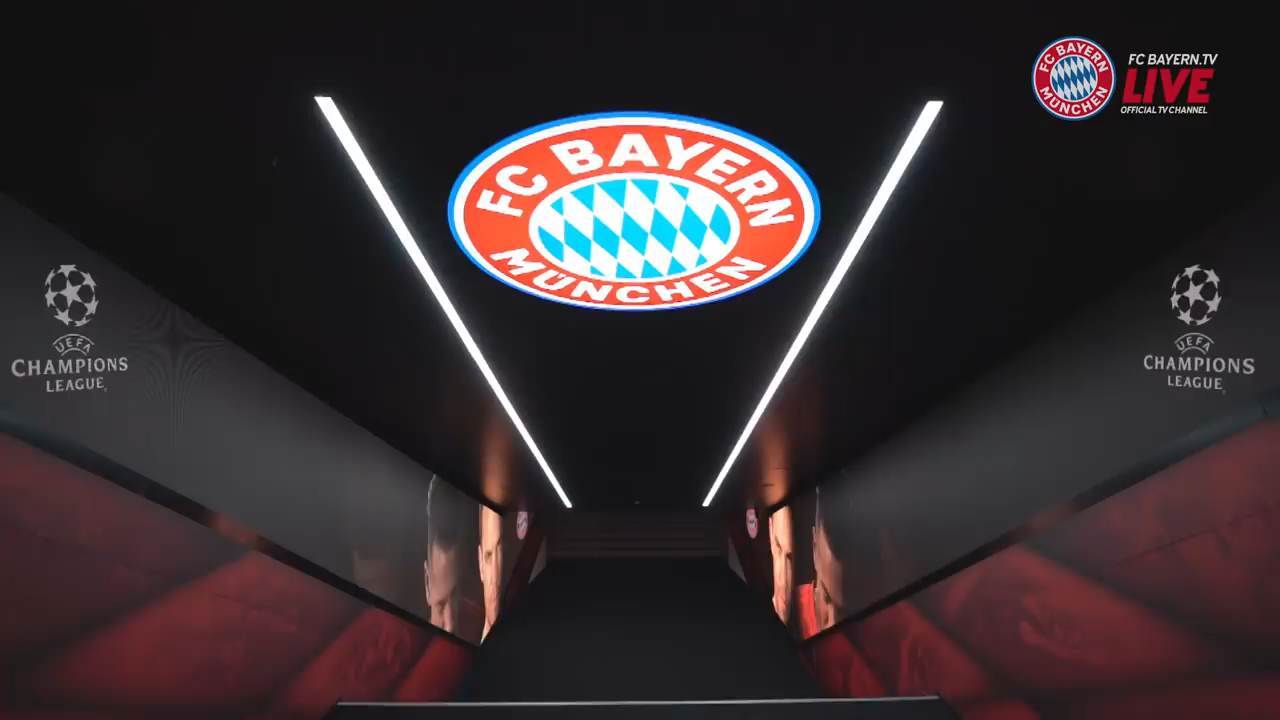 FC BAYERN.TV
LIVE
OFFICIAL TV CHANNEL
FC BAYERN
MÜNCHEN
FC BAYERN
MÜNCHEN
UEFA
CHAMPIONS
LEAGUE
UEFA
CHAMPIONS
LEAGUE